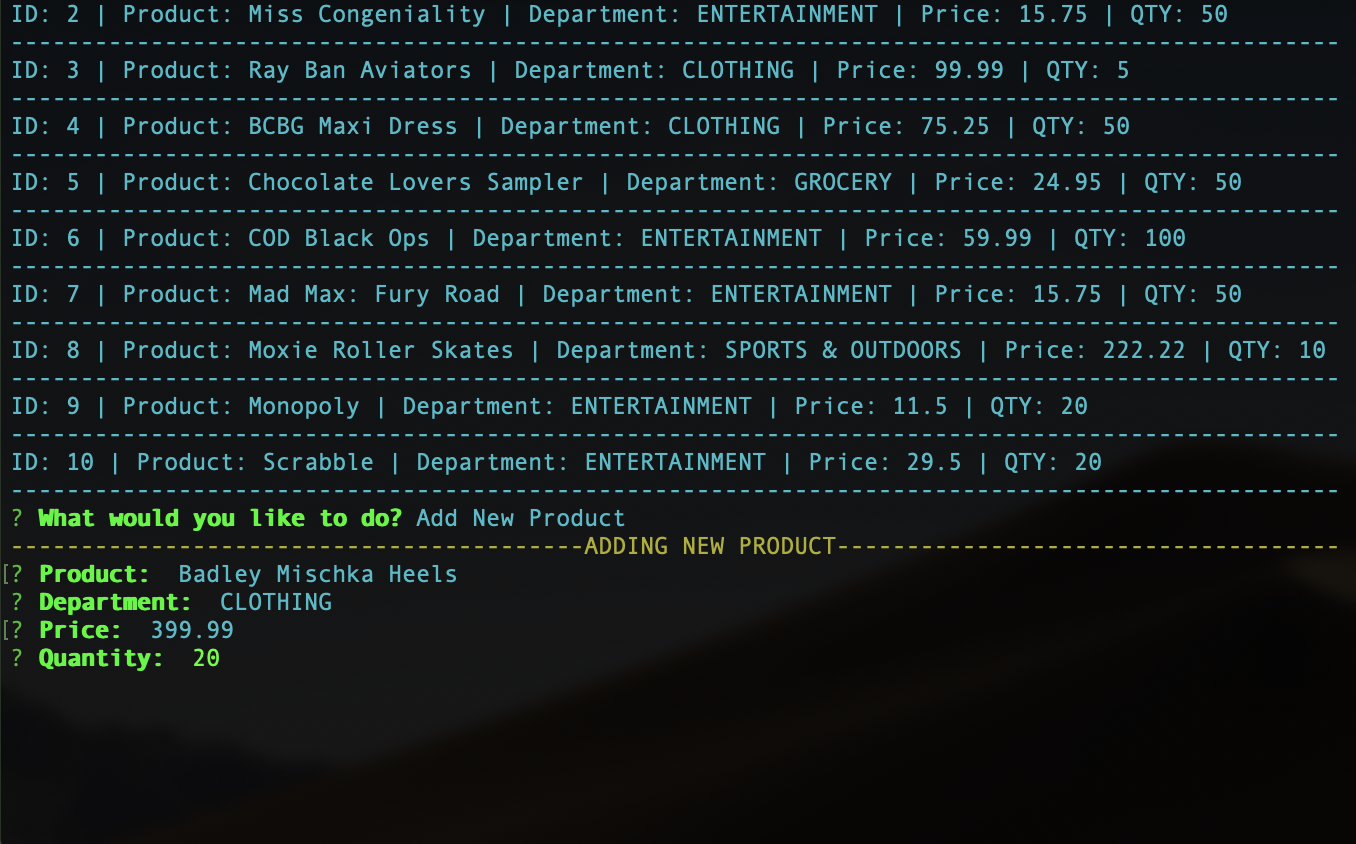 ID: 2 | Product: Miss Congeniality | Department: ENTERTAINMENT | Price: 15.75 | QTY: 50
-----------------------------------------------------------------------------------------------
ID: 3 | Product: Ray Ban Aviators | Department: CLOTHING | Price: 99.99 | QTY: 5
-----------------------------------------------------------------------------------------------
ID: 4 | Product: BCBG Maxi Dress | Department: CLOTHING | Price: 75.25 | QTY: 50
-----------------------------------------------------------------------------------------------
ID: 5 | Product: Chocolate Lovers Sampler | Department: GROCERY | Price: 24.95 | QTY: 50
-----------------------------------------------------------------------------------------------
ID: 6 | Product: COD Black Ops | Department: ENTERTAINMENT | Price: 59.99 | QTY: 100
-----------------------------------------------------------------------------------------------
ID: 7 | Product: Mad Max: Fury Road | Department: ENTERTAINMENT | Price: 15.75 | QTY: 50
-----------------------------------------------------------------------------------------------
ID: 8 | Product: Moxie Roller Skates | Department: SPORTS & OUTDOORS | Price: 222.22 | QTY: 10
-----------------------------------------------------------------------------------------------
ID: 9 | Product: Monopoly | Department: ENTERTAINMENT | Price: 11.5 | QTY: 20
-----------------------------------------------------------------------------------------------
ID: 10 | Product: Scrabble | Department: ENTERTAINMENT | Price: 29.5 | QTY: 20
-----------------------------------------------------------------------------------------------
? What would you like to do? Add New Product
-----------------------------------------ADDING NEW PRODUCT------------------------------------
[? Product:  Badley Mischka Heels
? Department:  CLOTHING
[? Price:  399.99
? Quantity:  20